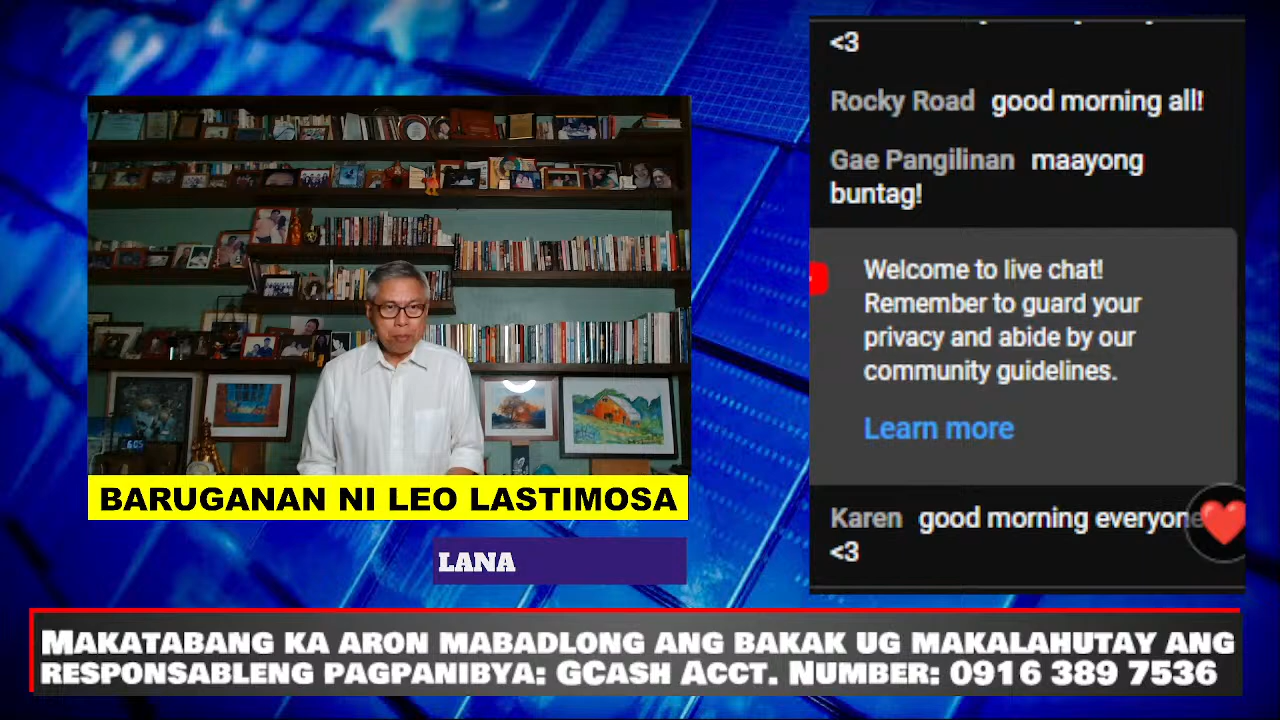 <3
Rocky Road good morning all!
Gae Pangilinan maayong
buntag!
Welcome to live chat!
Remember to guard your
privacy and abide by our
community guidelines.
Learn more
Karen good morning everyone
<3
6:05
BARUGANAN NI LEO LASTIMOSA
LANA
MAKATABANG KA ARON MABADLONG ANG BAKAK UG MAKALAHUTAY ANG
RESPONSABLENG PAGPANIBYA: GCASH ACCT. NUMBER: 0916 389 7536